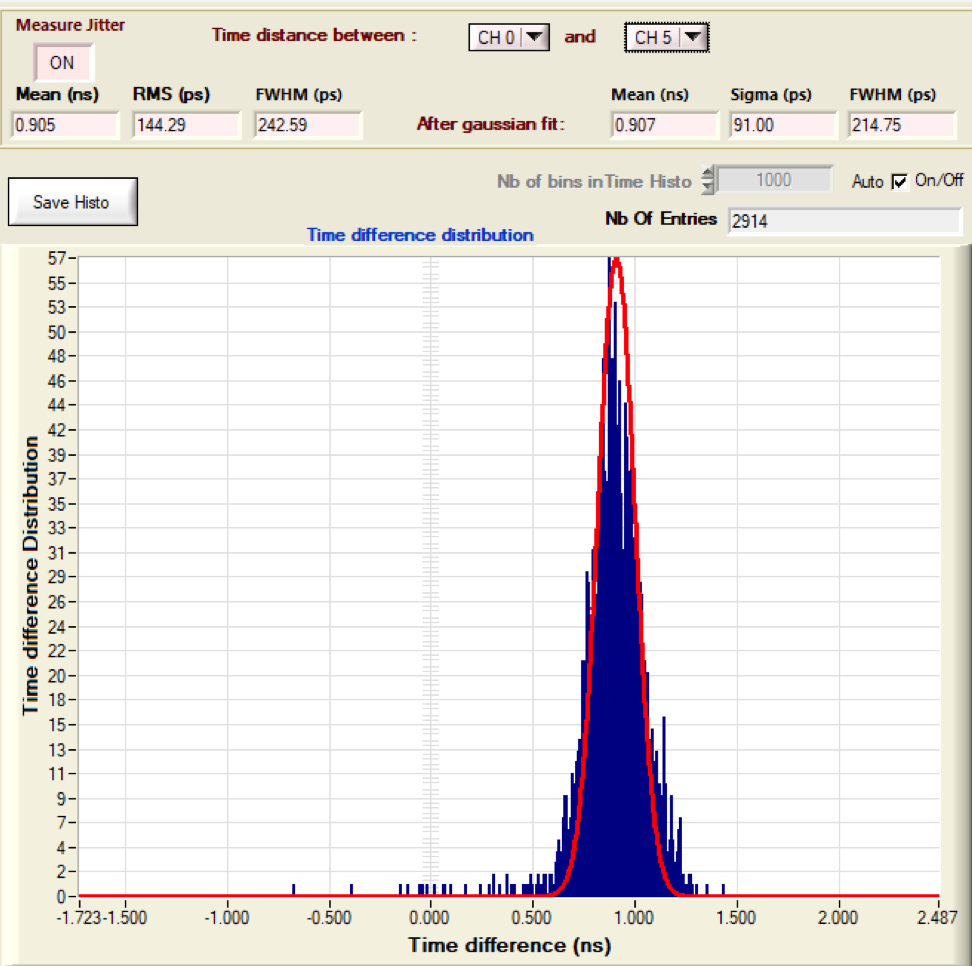 Measure Jitter
ON
Time distance between : CH 0 and CH 5
Mean (ns) RMS (ps) FWHM (ps) Mean (ns) Sigma (ps) FWHM (ps)
0.905 144.29 242.59 After gaussian fit: 0.907 91.00 214.75
Nb of bins in Time Histo 1000 Auto On/Off
Save Histo
Nb Of Entries 2914
Time difference distribution
57
55
53
50
48
46
44
42
39
37
35
33
31
29
26
24
22
20
18
15
13
11
9
7
4
2
0
Time difference Distribution
-1.723 -1.500 -1.000 -0.500 0.000 0.500 1.000 1.500 2.000 2.487
Time difference (ns)